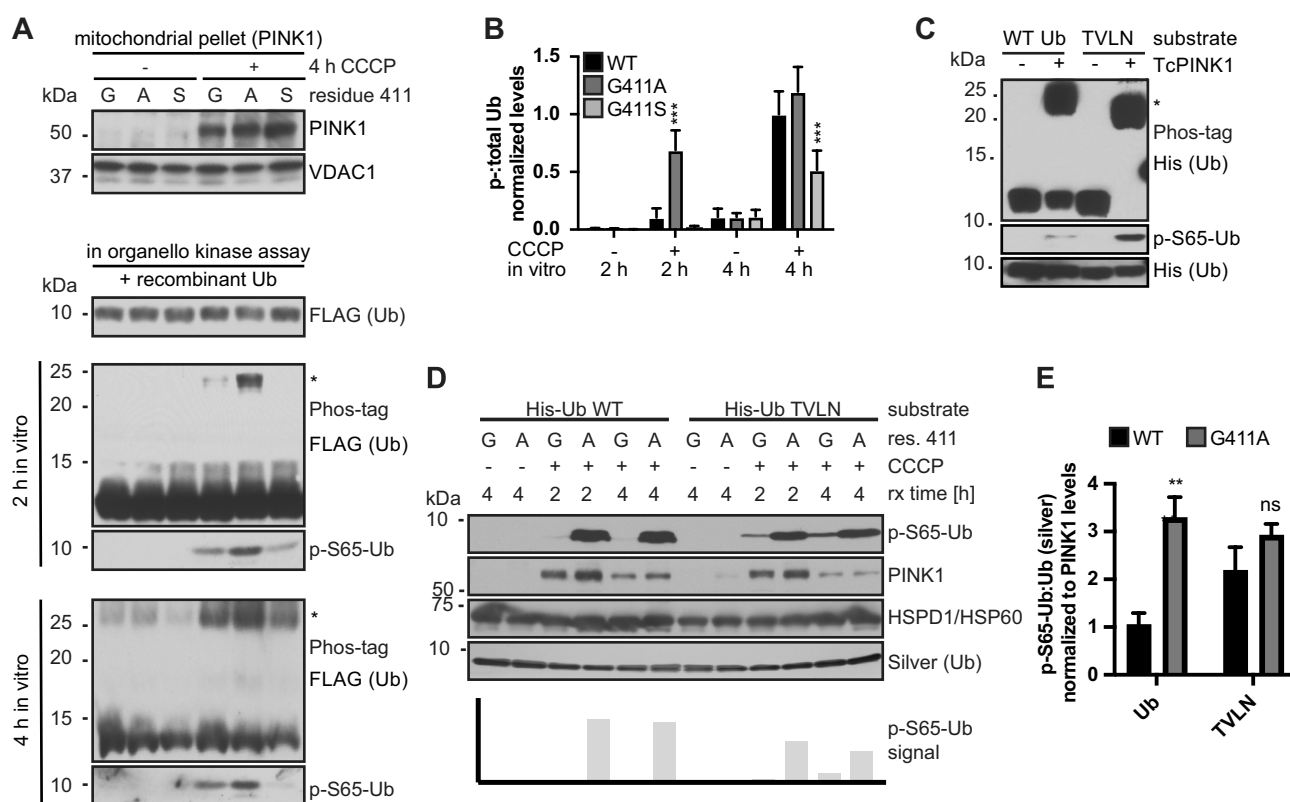 A
mitochondrial pellet (PINK1)
- + 4 h CCCP
kDa G A S G A S residue 411
50 - PINK1
37 - VDAC1
in organello kinase assay
+ recombinant Ub
kDa
10 - FLAG (Ub)
2 h in vitro
25 - *
20 - Phos-tag
FLAG (Ub)
15 -
10 - p-S65-Ub
4 h in vitro
25 - *
Phos-tag
20 - FLAG (Ub)
15 -
10 - p-S65-Ub
B
p-:total Ub
normalized levels
1.5
1.0
0.5
0.0
WT
G411A
G411S
*** ***
CCCP - + - +
in vitro 2 h 2 h 4 h 4 h
C
WT Ub TVLN substrate
kDa - + - + TcPINK1
25 - *
20 - Phos-tag
15 - His (Ub)
10 -
p-S65-Ub
10 - His (Ub)
D
His-Ub WT His-Ub TVLN substrate
G A G A G A G A G A G A res. 411
- - + + + + - - + + + + CCCP
kDa 4 4 2 2 4 4 4 4 2 2 4 4 rx time [h]
10 - p-S65-Ub
PINK1
50 -
75 - HSPD1/HSP60
10 - Silver (Ub)
p-S65-Ub
signal
E
WT G411A
p-S65-Ub:Ub (silver)
normalized to PINK1 levels
4
3
2
1
0
** ns
Ub TVLN